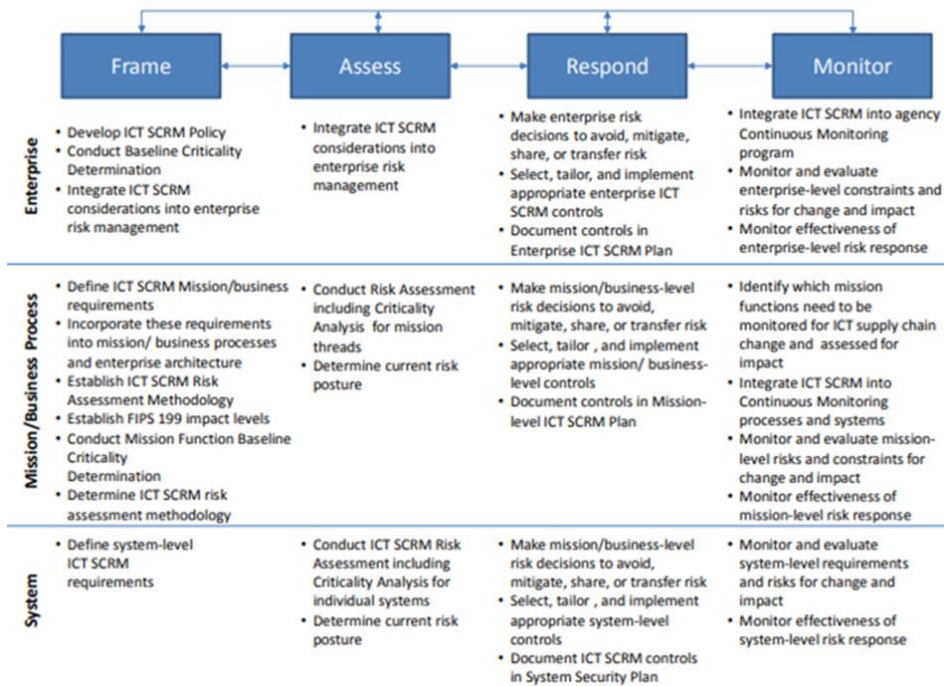 Frame
Assess
Respond
Monitor
Enterprise
• Develop ICT SCRM Policy
• Conduct Baseline Criticality
Determination
• Integrate ICT SCRM
considerations into enterprise
risk management
• Integrate ICT SCRM
considerations into
enterprise risk
management
• Make enterprise risk
decisions to avoid, mitigate,
share, or transfer risk
• Select, tailor, and implement
appropriate enterprise ICT
SCRM controls
• Document controls in
Enterprise ICT SCRM Plan
• Integrate ICT SCRM into agency
Continuous Monitoring
program
• Monitor and evaluate
enterprise-level constraints and
risks for change and impact
• Monitor effectiveness of
enterprise-level risk response
Mission/Business Process
• Define ICT SCRM Mission/business
requirements
• Incorporate these requirements
into mission/ business processes
and enterprise architecture
• Establish ICT SCRM Risk
Assessment Methodology
• Establish FIPS 199 impact levels
• Conduct Mission Function Baseline
Criticality
Determination
• Determine ICT SCRM risk
assessment methodology
• Conduct Risk Assessment
including Criticality
Analysis for mission
threads
• Determine current risk
posture
• Make mission/business-level
risk decisions to avoid,
mitigate, share, or transfer risk
• Select, tailor , and implement
appropriate mission/ business-
level controls
• Document controls in Mission-
level ICT SCRM Plan
• Identify which mission
functions need to be
monitored for ICT supply chain
change and assessed for
impact
• Integrate ICT SCRM into
Continuous Monitoring
processes and systems
• Monitor and evaluate mission-
level risks and constraints for
change and impact
• Monitor effectiveness of
mission-level risk response
System
• Define system-level
ICT SCRM
requirements
• Conduct ICT SCRM Risk
Assessment including
Criticality Analysis for
individual systems
• Determine current risk
posture
• Make mission/business-level
risk decisions to avoid,
mitigate, share, or transfer risk
• Select, tailor , and implement
appropriate system-level
controls
• Document ICT SCRM controls
in System Security Plan
• Monitor and evaluate
system-level requirements
and risks for change and
impact
• Monitor effectiveness of
system-level risk response